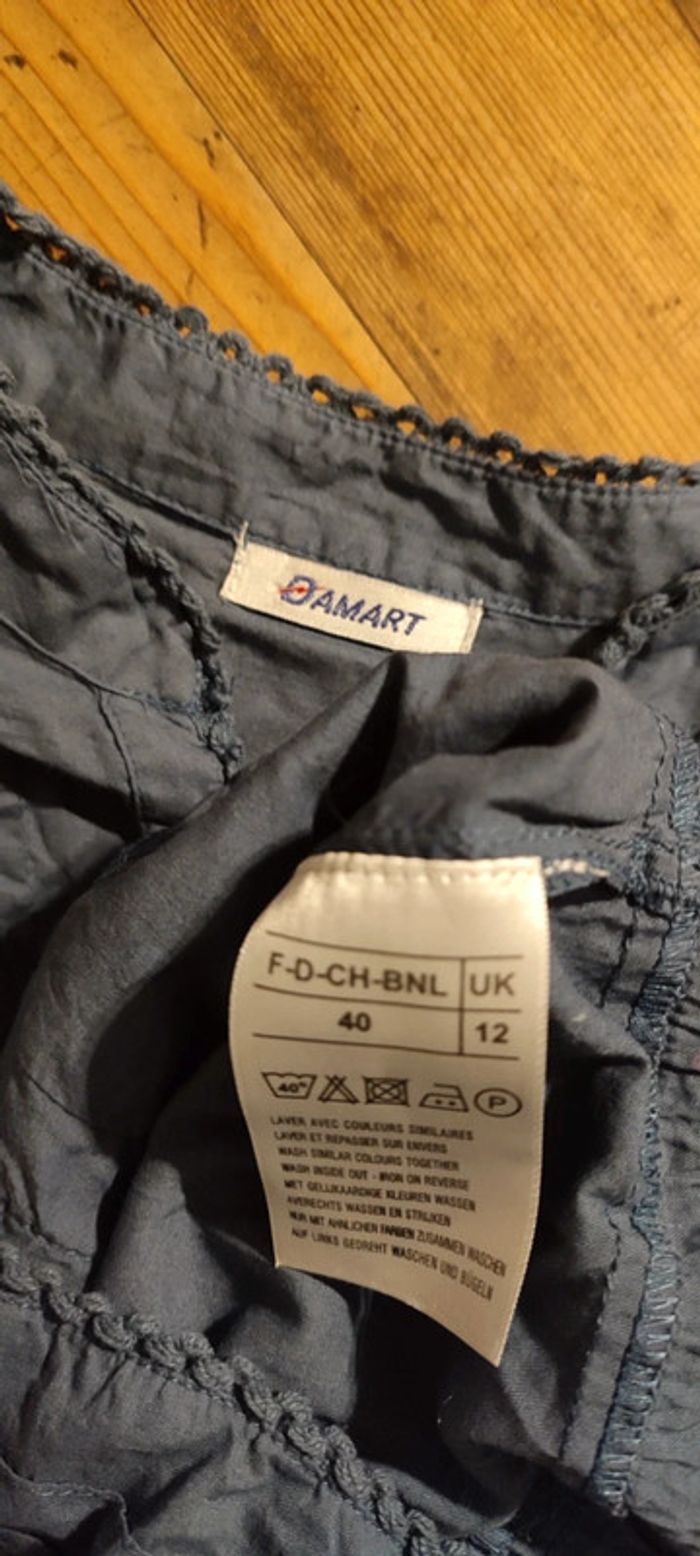 DAMART
F-D-CH-BNL UK
40 12
40° P
LAVER AVEC COULEURS SIMILAIRES
LAVER ET REPASSER SUR ENVERS
WASH SIMILAR COLOURS TOGETHER
WASH INSIDE OUT - IRON ON REVERSE
MET GELIJKAARDIGE KLEUREN WASSEN
AVERECHTS WASSEN EN STRIJKEN
NUR MIT AHNLICHER FARBEN ZUSAMMEN WASCHEN
AUF LINKS GEDREHT WASCHEN UND BÜGELN